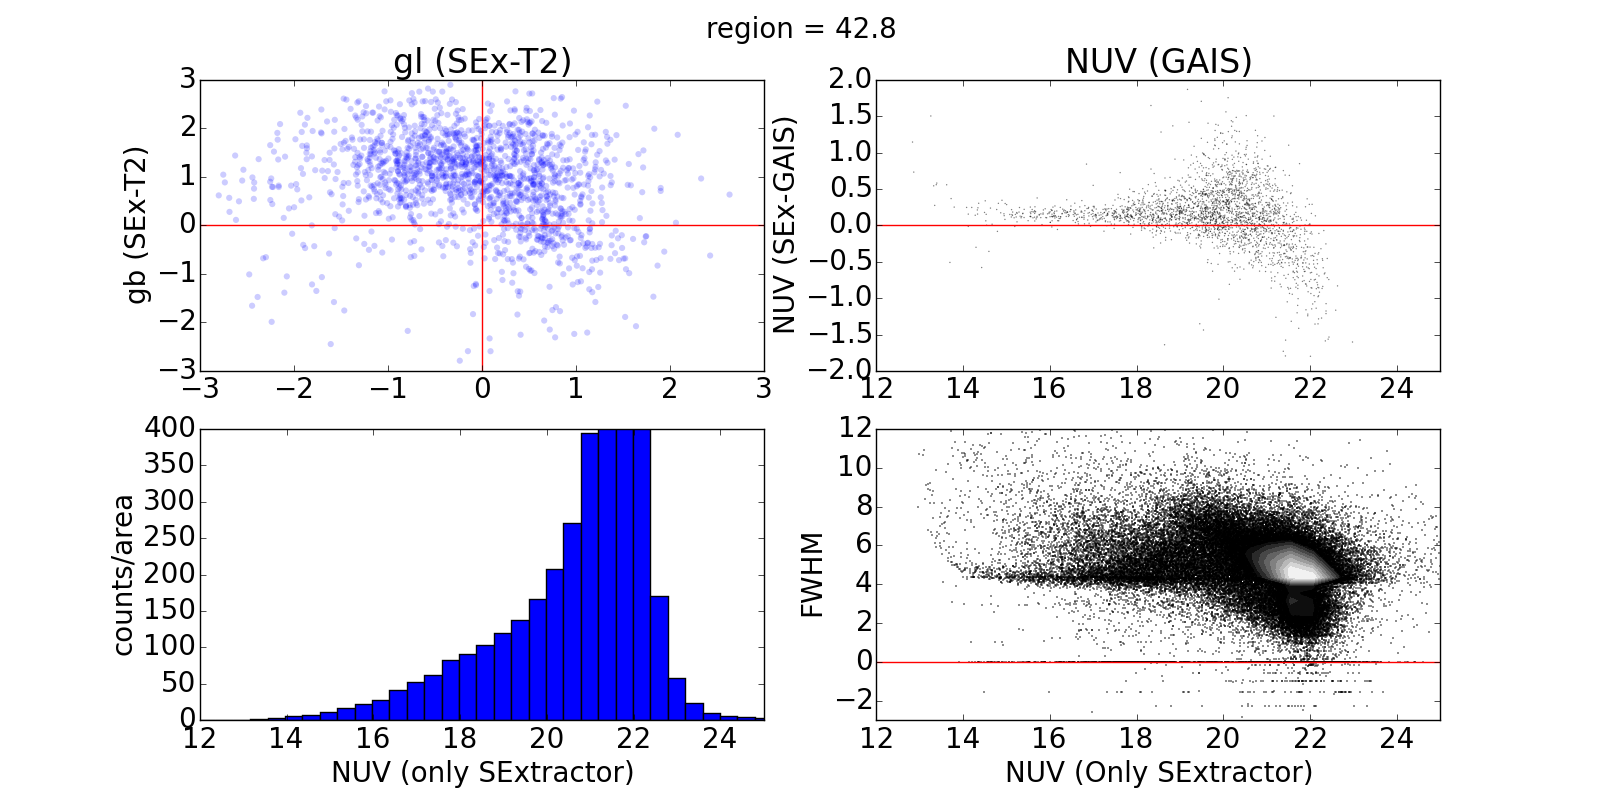 region = 42.8
gl (SEx-T2)
NUV (GAIS)
3
2
1
0
−1
−2
−3
gb (SEx-T2)
−3 −2 −1 0 1 2 3
2.0
1.5
1.0
0.5
0.0
−0.5
−1.0
−1.5
−2.0
NUV (SEx-GAIS)
12 14 16 18 20 22 24
400
350
300
250
200
150
100
50
0
counts/area
12 14 16 18 20 22 24
NUV (only SExtractor)
12
10
8
6
4
2
0
−2
FWHM
12 14 16 18 20 22 24
NUV (Only SExtractor)